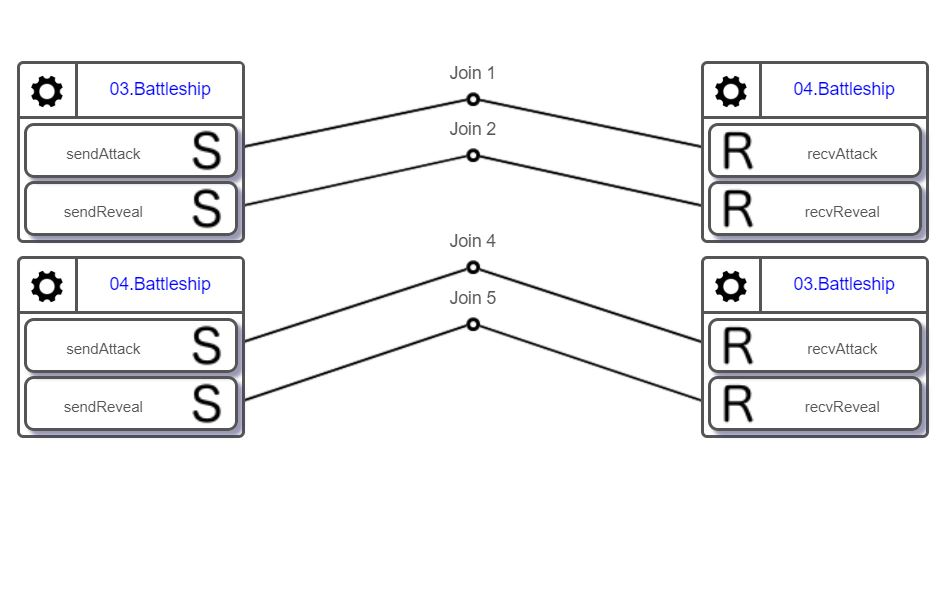 Join 1
03.Battleship
04.Battleship
sendAttack S
R recvAttack
Join 2
sendReveal S
R recvReveal
Join 4
04.Battleship
03.Battleship
Join 5
sendAttack S
R recvAttack
sendReveal S
R recvReveal